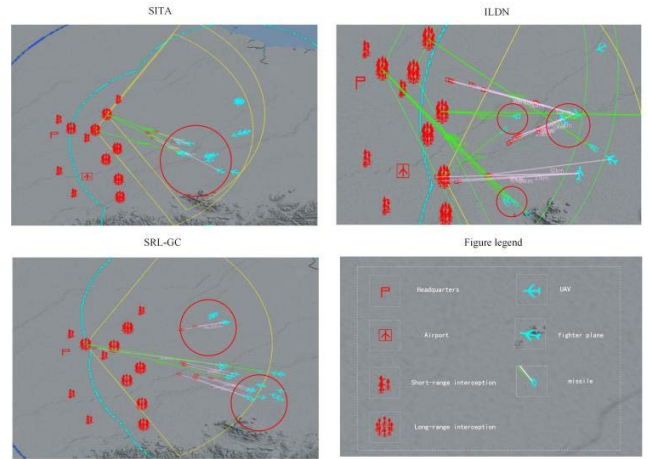 SITA
ILDN
SRL-GC
Figure legend
Headquarters
UAV
Airport
fighter plane
Short-range interception
missile
Long-range interception